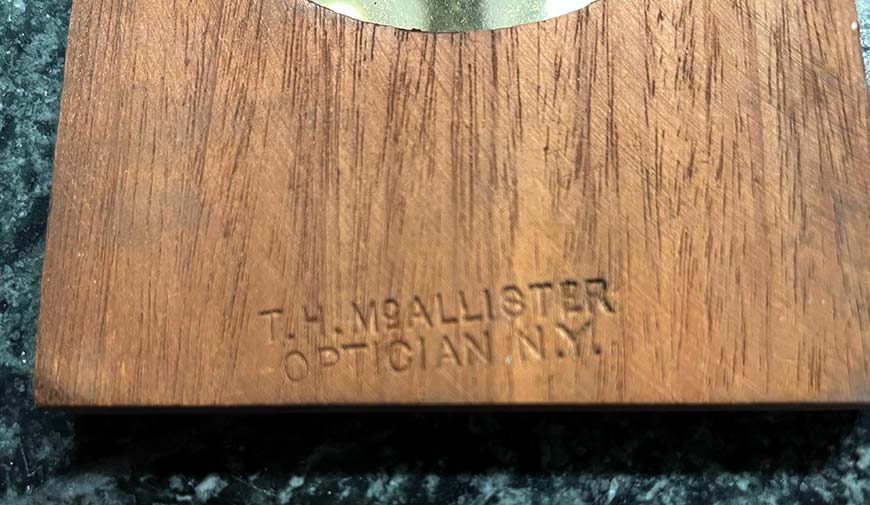 T.H.McALLISTER
OPTICIAN N.Y.